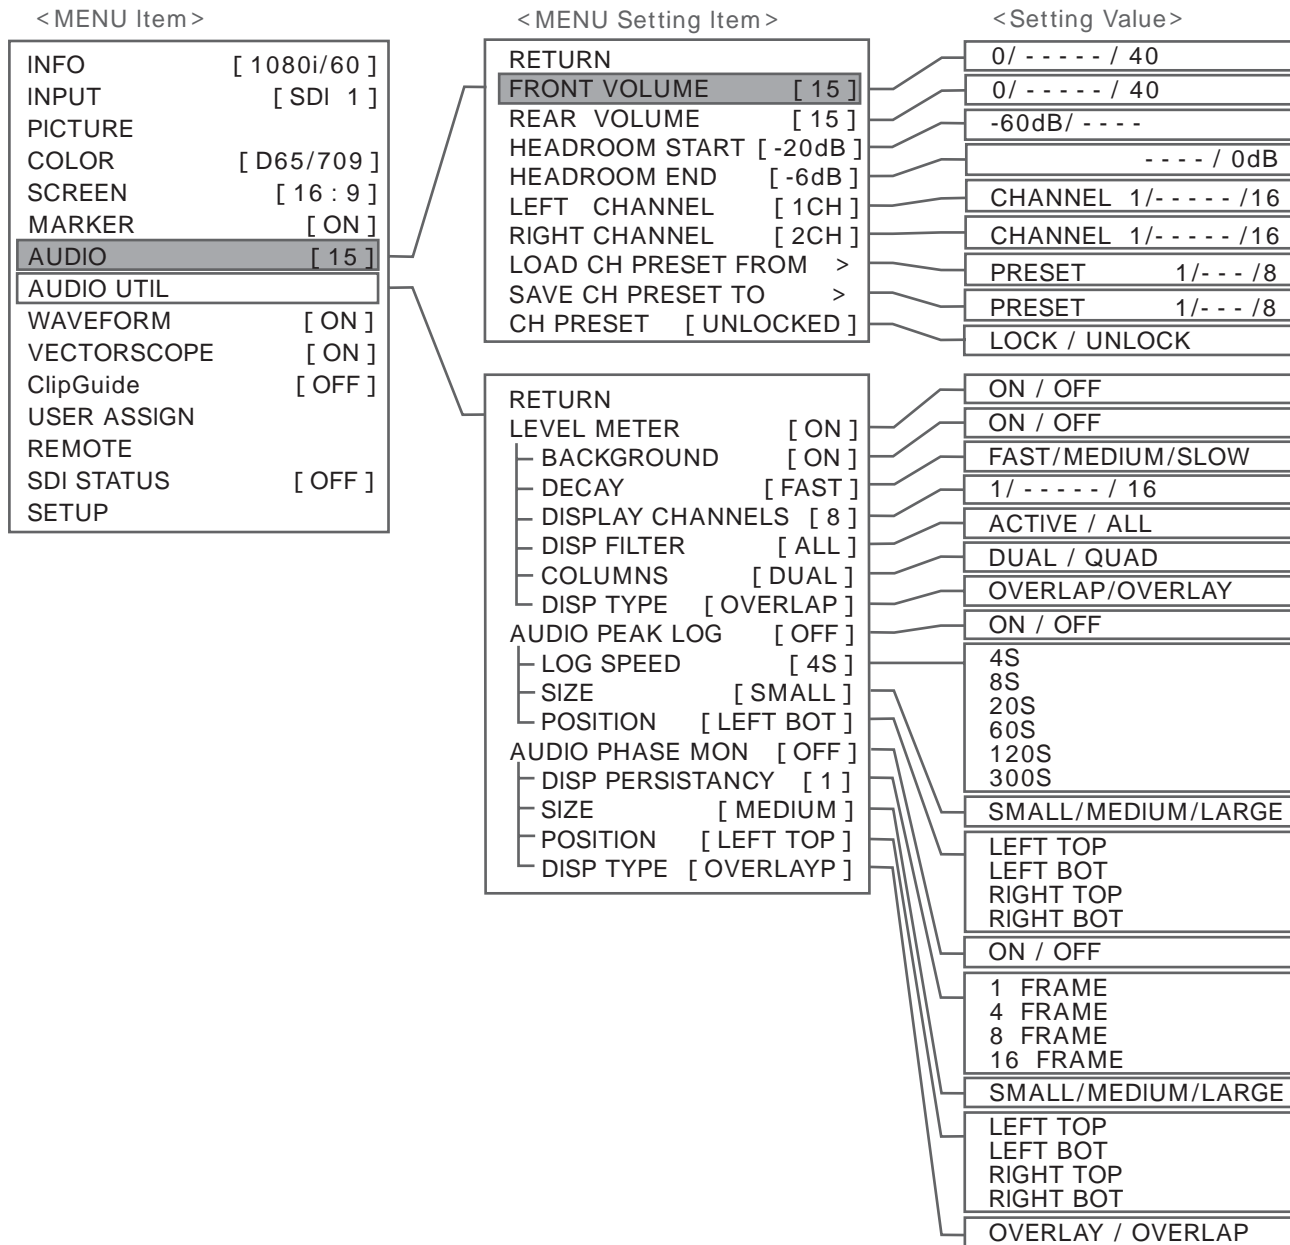 <MENU Item>
INFO [ 1080i/60 ]
INPUT [ SDI 1 ]
PICTURE
COLOR [ D65/709 ]
SCREEN [ 16 : 9 ]
MARKER [ ON ]
AUDIO [ 15 ]
AUDIO UTIL
WAVEFORM [ ON ]
VECTORSCOPE [ ON ]
ClipGuide [ OFF ]
USER ASSIGN
REMOTE
SDI STATUS [ OFF ]
SETUP
<MENU Setting Item>
RETURN
FRONT VOLUME [ 15 ]
REAR VOLUME [ 15 ]
HEADROOM START [ -20dB ]
HEADROOM END [ -6dB ]
LEFT CHANNEL [ 1CH ]
RIGHT CHANNEL [ 2CH ]
LOAD CH PRESET FROM >
SAVE CH PRESET TO >
CH PRESET [ UNLOCKED ]
RETURN
LEVEL METER [ ON ]
BACKGROUND [ ON ]
DECAY [ FAST ]
DISPLAY CHANNELS [ 8 ]
DISP FILTER [ ALL ]
COLUMNS [ DUAL ]
DISP TYPE [ OVERLAP ]
AUDIO PEAK LOG [ OFF ]
LOG SPEED [ 4S ]
SIZE [ SMALL ]
POSITION [ LEFT BOT ]
AUDIO PHASE MON [ OFF ]
DISP PERSISTANCY [ 1 ]
SIZE [ MEDIUM ]
POSITION [ LEFT TOP ]
DISP TYPE [ OVERLAYP ]
<Setting Value>
0/ - - - - - / 40
0/ - - - - - / 40
-60dB/ - - - -
- - - - / 0dB
CHANNEL 1/- - - - - /16
CHANNEL 1/- - - - - /16
PRESET 1/- - - /8
PRESET 1/- - - /8
LOCK / UNLOCK
ON / OFF
ON / OFF
FAST/MEDIUM/SLOW
1/ - - - - - / 16
ACTIVE / ALL
DUAL / QUAD
OVERLAP/OVERLAY
ON / OFF
4S
8S
20S
60S
120S
300S
SMALL/MEDIUM/LARGE
LEFT TOP
LEFT BOT
RIGHT TOP
RIGHT BOT
ON / OFF
1 FRAME
4 FRAME
8 FRAME
16 FRAME
SMALL/MEDIUM/LARGE
LEFT TOP
LEFT BOT
RIGHT TOP
RIGHT BOT
OVERLAY / OVERLAP